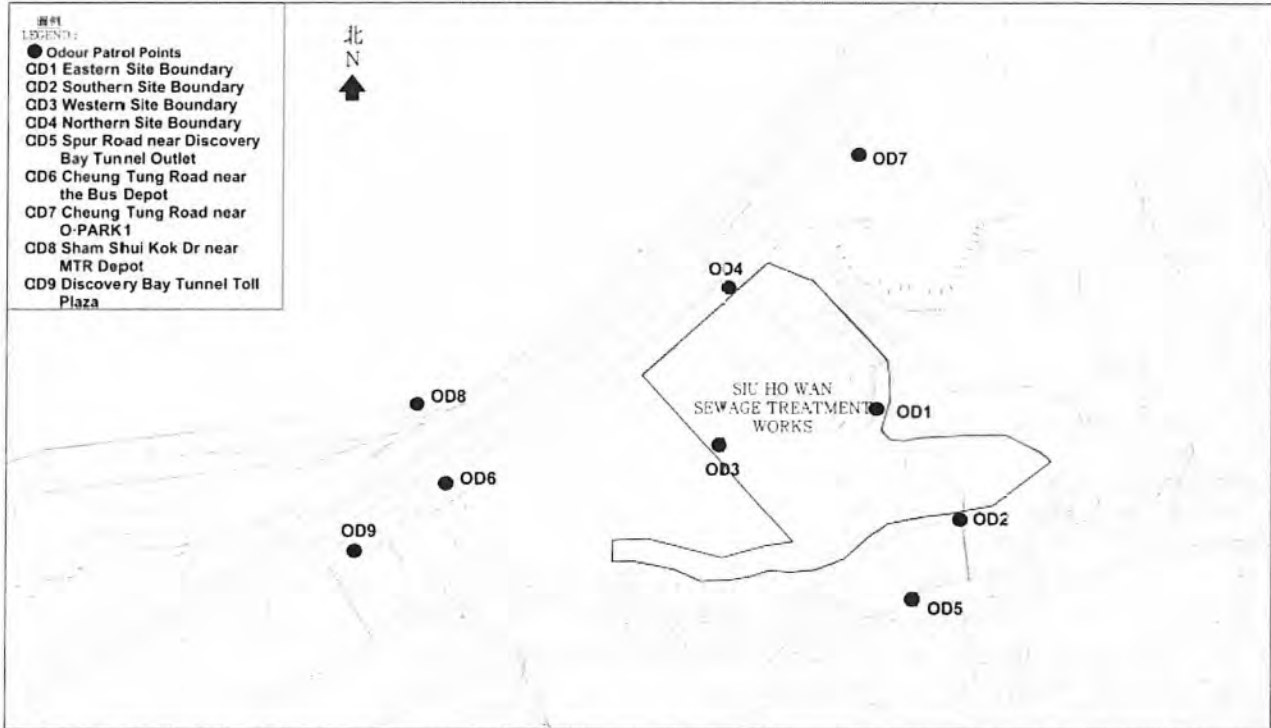 圖例
LEGEND:
Odour Patrol Points
OD1 Eastern Site Boundary
OD2 Southern Site Boundary
OD3 Western Site Boundary
OD4 Northern Site Boundary
OD5 Spur Road near Discovery
Bay Tunnel Outlet
OD6 Cheung Tung Road near
the Bus Depot
OD7 Cheung Tung Road near
O·PARK1
OD8 Sham Shui Kok Dr near
MTR Depot
OD9 Discovery Bay Tunnel Toll
Plaza
北
N
OD7
OD4
SIU HO WAN
SEWAGE TREATMENT
WORKS
OD1
OD8
OD3
OD6
OD2
OD9
OD5